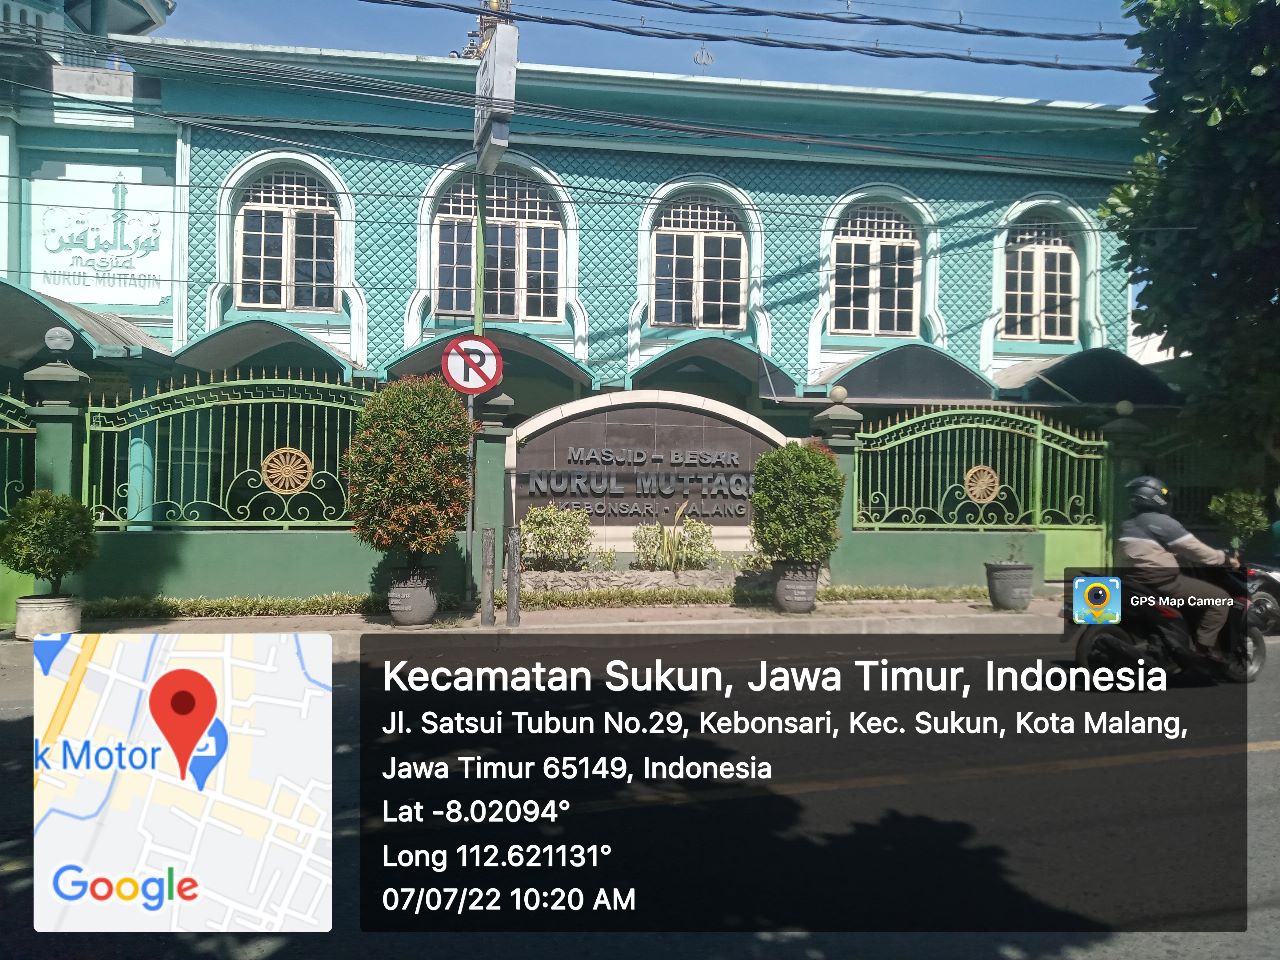 نور المتقين
Masjid
NURUL MUTTAQIN
P
MASJID - BESAR
NURUL MUTTAQI
KEBONSARI - MALANG
GPS Map Camera
k Motor
Google
Kecamatan Sukun, Jawa Timur, Indonesia
Jl. Satsui Tubun No.29, Kebonsari, Kec. Sukun, Kota Malang,
Jawa Timur 65149, Indonesia
Lat -8.02094°
Long 112.621131°
07/07/22 10:20 AM